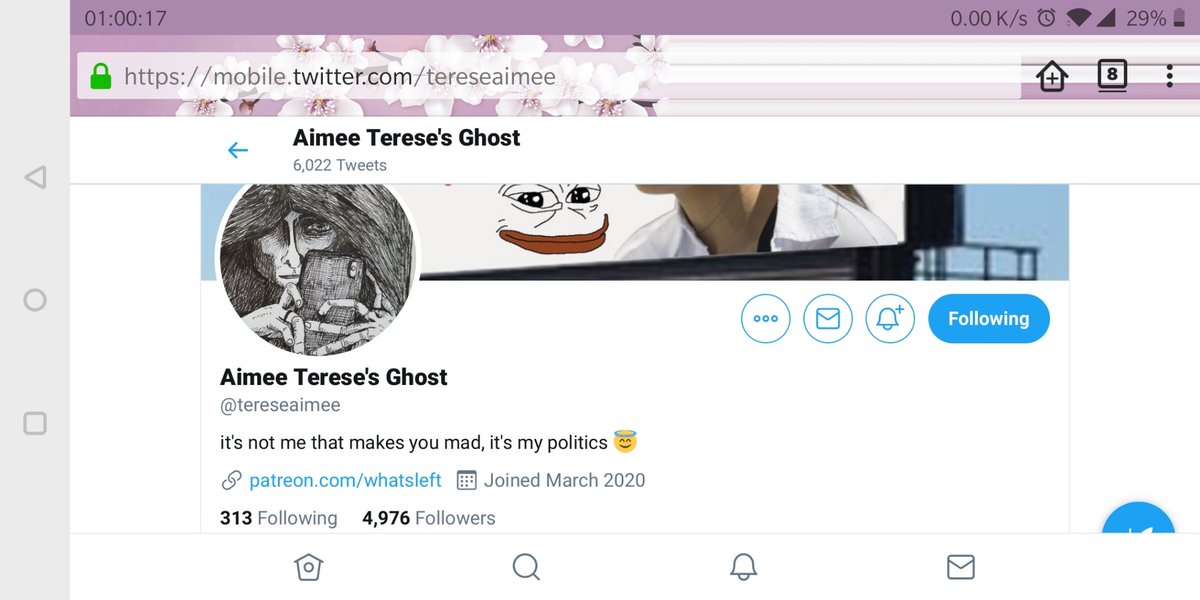 01:00:17 0.00 K/s 29%
https://mobile.twitter.com/tereseaimee 8
Aimee Terese's Ghost
6,022 Tweets
Following
Aimee Terese's Ghost
@tereseaimee
it's not me that makes you mad, it's my politics 😇
patreon.com/whatsleft Joined March 2020
313 Following 4,976 Followers